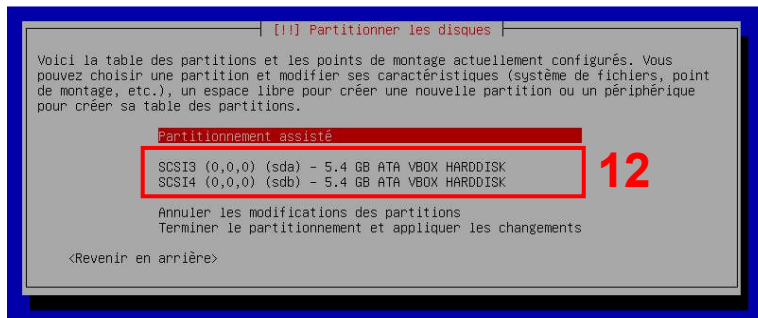 [!!] Partitionner les disques
Voici la table des partitions et les points de montage actuellement configurés. Vous
pouvez choisir une partition et modifier ses caractéristiques (système de fichiers, point
de montage, etc.), un espace libre pour créer une nouvelle partition ou un périphérique
pour créer sa table des partitions.
Partitionnement assisté
SCSI3 (0,0,0) (sda) - 5.4 GB ATA VBOX HARDDISK
SCSI4 (0,0,0) (sdb) - 5.4 GB ATA VBOX HARDDISK
12
Annuler les modifications des partitions
Terminer le partitionnement et appliquer les changements
<Revenir en arrière>